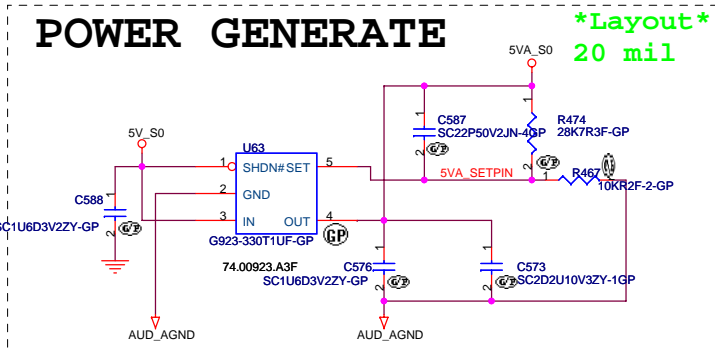 POWER GENERATE
*Layout*
20 mil
5VA_S0
C587
SC22P50V2JN-4GP
R474
28K7R3F-GP
5V_S0
U63
1 SHDN# SET 5
2 GND
3 IN OUT 4
G923-330T1UF-GP
74.00923.A3F
5VA_SETPIN
R467
10KR2F-2-GP
C588
SC1U6D3V2ZY-GP
C576
SC1U6D3V2ZY-GP
C573
SC2D2U10V3ZY-1GP
GP
AUD_AGND
AUD_AGND